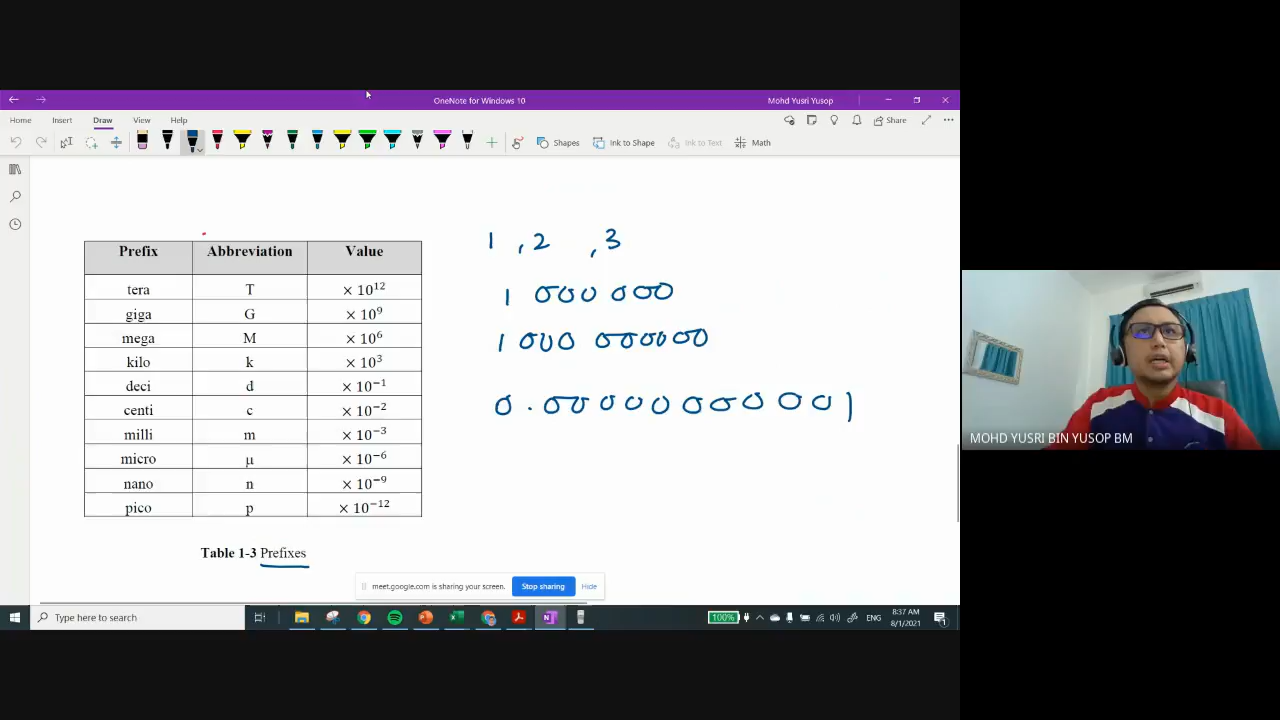 OneNote for Windows 10
Mohd Yusri Yusop
Home Insert Draw View Help
Share
Shapes Ink to Shape Ink to Text Math
Prefix Abbreviation Value
tera T × 10¹²
giga G × 10⁹
mega M × 10⁶
kilo k × 10³
deci d × 10⁻¹
centi c × 10⁻²
milli m × 10⁻³
micro μ × 10⁻⁶
nano n × 10⁻⁹
pico p × 10⁻¹²
Table 1-3 Prefixes
1 , 2 , 3
1 000 000
1 000 000000
0.00000000001
MOHD YUSRI BIN YUSOP BM
meet.google.com is sharing your screen. Stop sharing Hide
Type here to search
100%
ENG
8:37 AM
8/1/2021